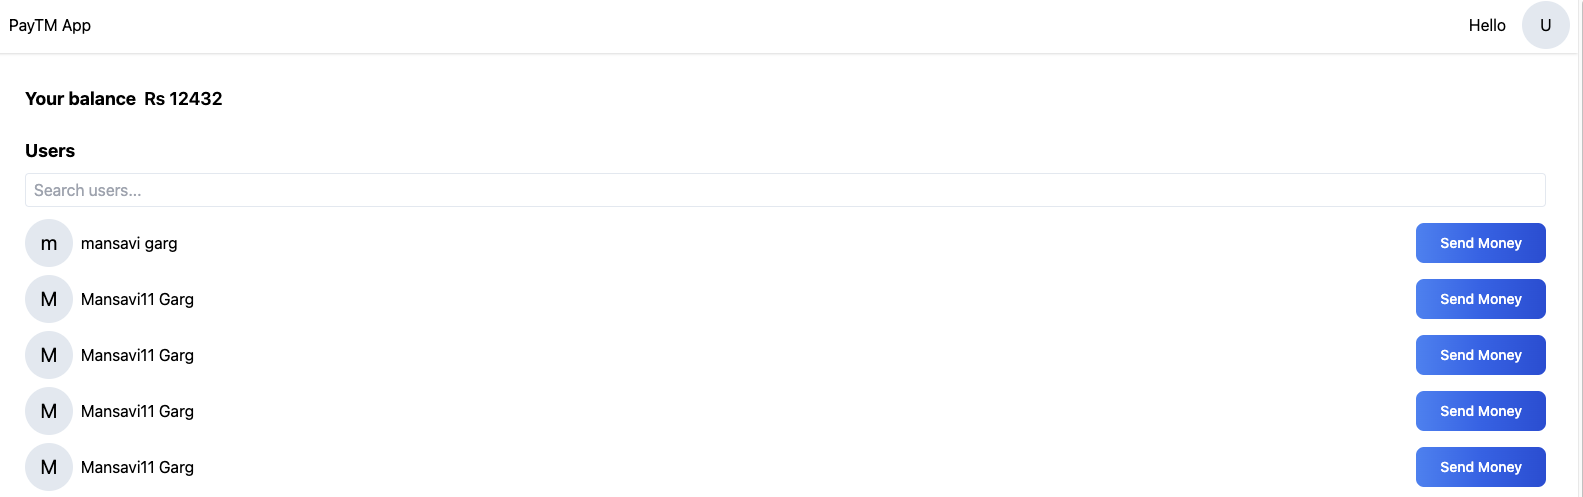 PayTM App Hello U
Your balance Rs 12432
Users
Search users...
m mansavi garg Send Money
M Mansavi11 Garg Send Money
M Mansavi11 Garg Send Money
M Mansavi11 Garg Send Money
M Mansavi11 Garg Send Money